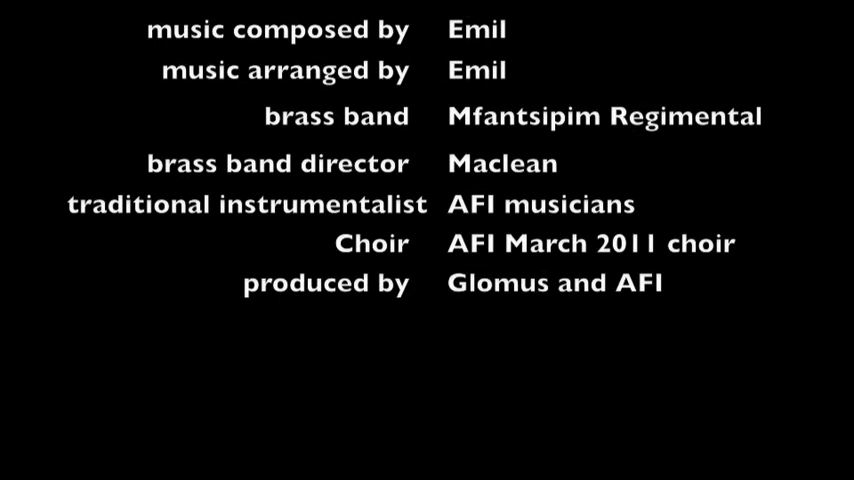 music composed by Emil
music arranged by Emil
brass band Mfantsipim Regimental
brass band director Maclean
traditional instrumentalist AFI musicians
Choir AFI March 2011 choir
produced by Glomus and AFI